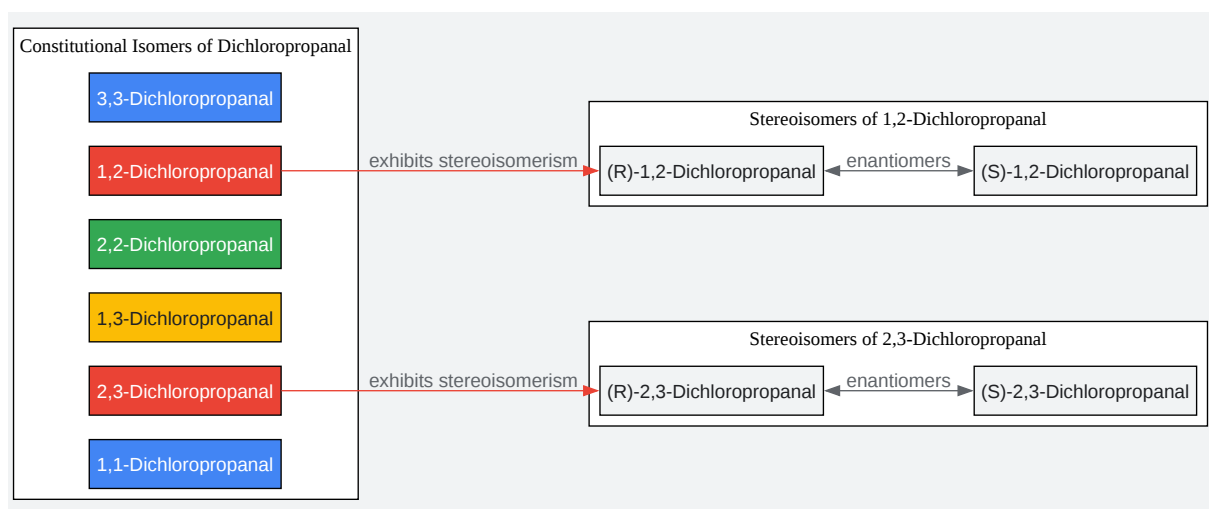 Constitutional Isomers of Dichloropropanal
3,3-Dichloropropanal
1,2-Dichloropropanal
2,2-Dichloropropanal
1,3-Dichloropropanal
2,3-Dichloropropanal
1,1-Dichloropropanal
exhibits stereoisomerism
Stereoisomers of 1,2-Dichloropropanal
(R)-1,2-Dichloropropanal
enantiomers
(S)-1,2-Dichloropropanal
exhibits stereoisomerism
Stereoisomers of 2,3-Dichloropropanal
(R)-2,3-Dichloropropanal
enantiomers
(S)-2,3-Dichloropropanal